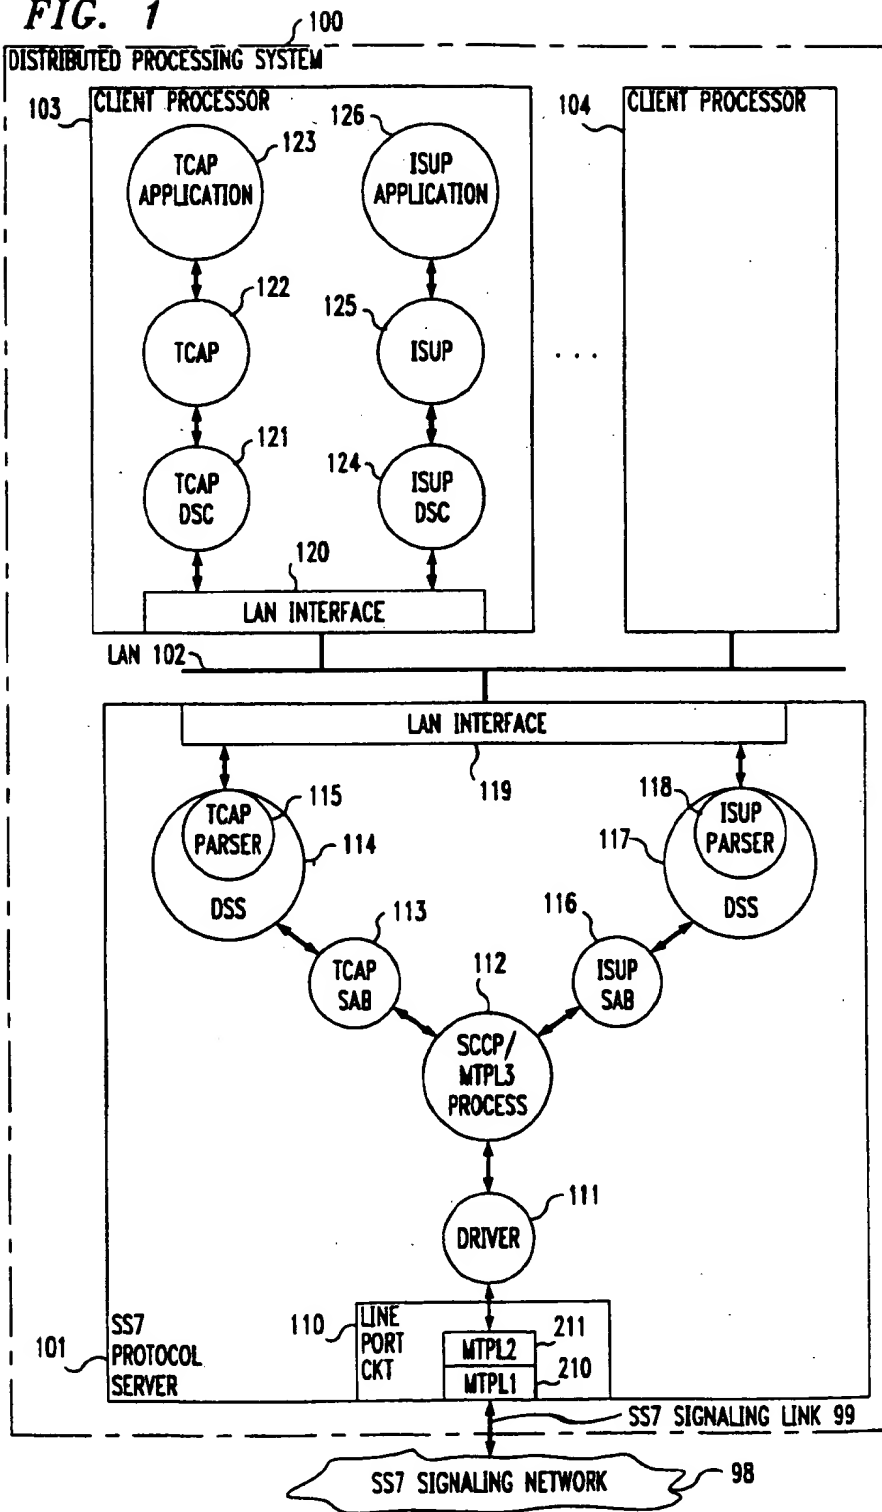 FIG. 1
100
DISTRIBUTED PROCESSING SYSTEM
103
CLIENT PROCESSOR
104
CLIENT PROCESSOR
123
TCAP
APPLICATION
126
ISUP
APPLICATION
122
TCAP
125
ISUP
. . .
121
TCAP
DSC
124
ISUP
DSC
120
LAN INTERFACE
LAN 102
LAN INTERFACE
119
TCAP
PARSER
115
114
DSS
118
ISUP
PARSER
117
DSS
113
TCAP
SAB
116
ISUP
SAB
112
SCCP/
MTPL3
PROCESS
111
DRIVER
110
LINE
PORT
CKT
211
MTPL2
210
MTPL1
101
SS7
PROTOCOL
SERVER
SS7 SIGNALING LINK 99
SS7 SIGNALING NETWORK
98